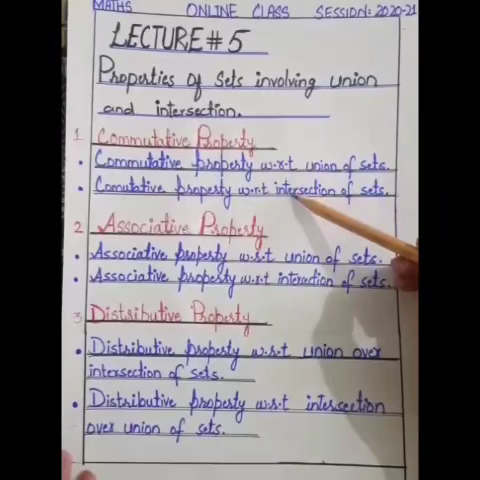 MATHS ONLINE CLASS SESSION: 2020-21
LECTURE # 5
Properties of Sets involving union
and intersection.
1 Commutative Property
• Commutative property w.r.t union of sets.
• Comutative property w.r.t intersection of sets.
2 Associative Property
• Associative property w.r.t union of sets.
• Associative property w.r.t intersection of sets.
3 Distributive Property
• Distributive property w.r.t union over
intersection of sets.
• Distributive property w.r.t intersection
over union of sets.